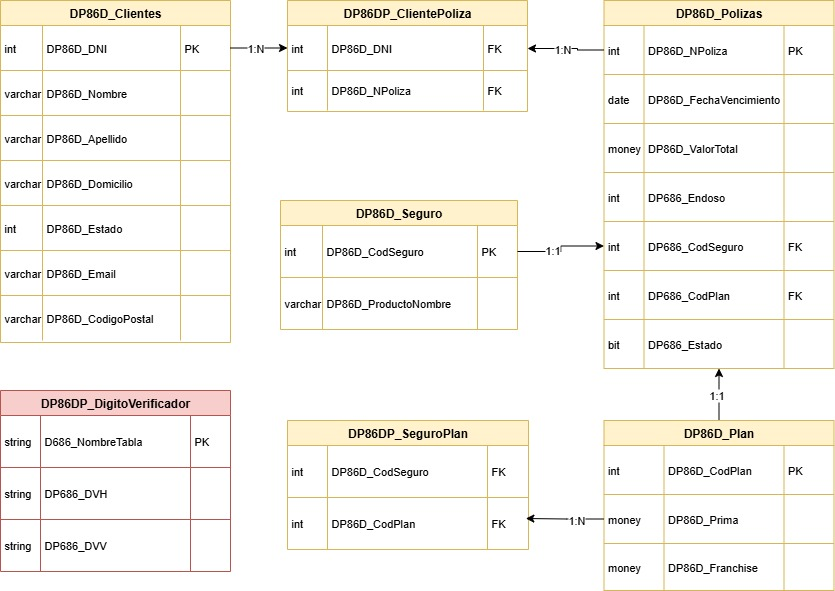 DP86D_Clientes
int DP86D_DNI PK
varchar DP86D_Nombre
varchar DP86D_Apellido
varchar DP86D_Domicilio
int DP86D_Estado
varchar DP86D_Email
varchar DP86D_CodigoPostal
1:N
DP86DP_ClientePoliza
int DP86D_DNI FK
int DP86D_NPoliza FK
1:N
DP86D_Polizas
int DP86D_NPoliza PK
date DP86D_FechaVencimiento
money DP86D_ValorTotal
int DP686_Endoso
int DP686_CodSeguro FK
int DP686_CodPlan FK
bit DP686_Estado
DP86D_Seguro
int DP86D_CodSeguro PK
varchar DP86D_ProductoNombre
1:1
1:1
DP86DP_DigitoVerificador
string D686_NombreTabla PK
string DP686_DVH
string DP686_DVV
DP86DP_SeguroPlan
int DP86D_CodSeguro FK
int DP86D_CodPlan FK
1:N
DP86D_Plan
int DP86D_CodPlan PK
money DP86D_Prima
money DP86D_Franchise